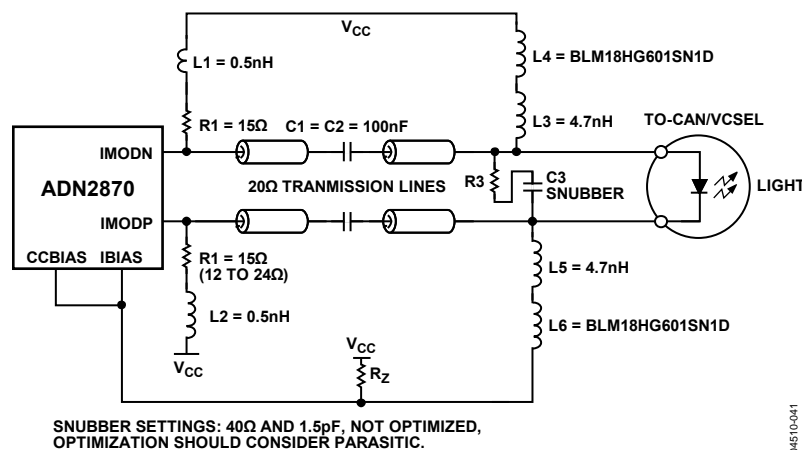 VCC
L1 = 0.5nH
L4 = BLM18HG601SN1D
R1 = 15Ω
C1 = C2 = 100nF
L3 = 4.7nH
TO-CAN/VCSEL
IMODN
ADN2870
20Ω TRANMISSION LINES
R3
C3
SNUBBER
LIGHT
IMODP
CCBIAS
IBIAS
R1 = 15Ω
(12 TO 24Ω)
L5 = 4.7nH
L2 = 0.5nH
L6 = BLM18HG601SN1D
VCC
VCC
RZ
SNUBBER SETTINGS: 40Ω AND 1.5pF, NOT OPTIMIZED,
OPTIMIZATION SHOULD CONSIDER PARASITIC.
04510-041